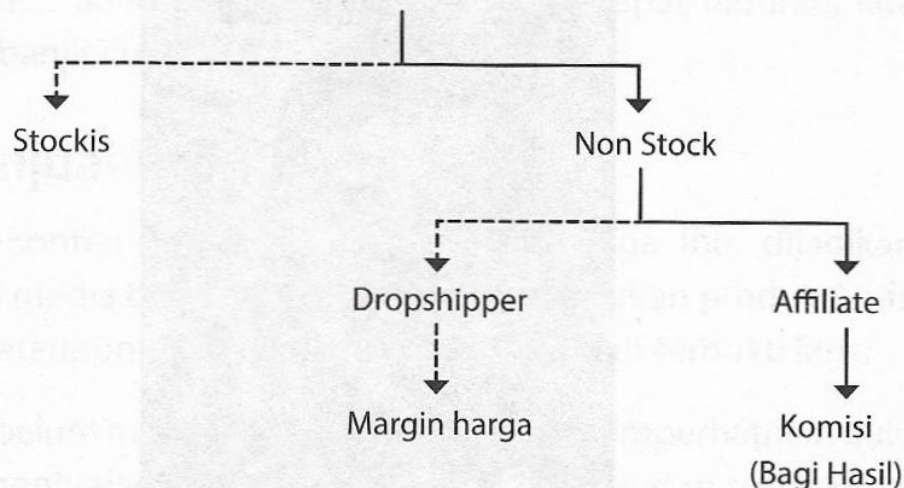 Stockis
Non Stock
Dropshipper
Affiliate
Margin harga
Komisi
(Bagi Hasil)